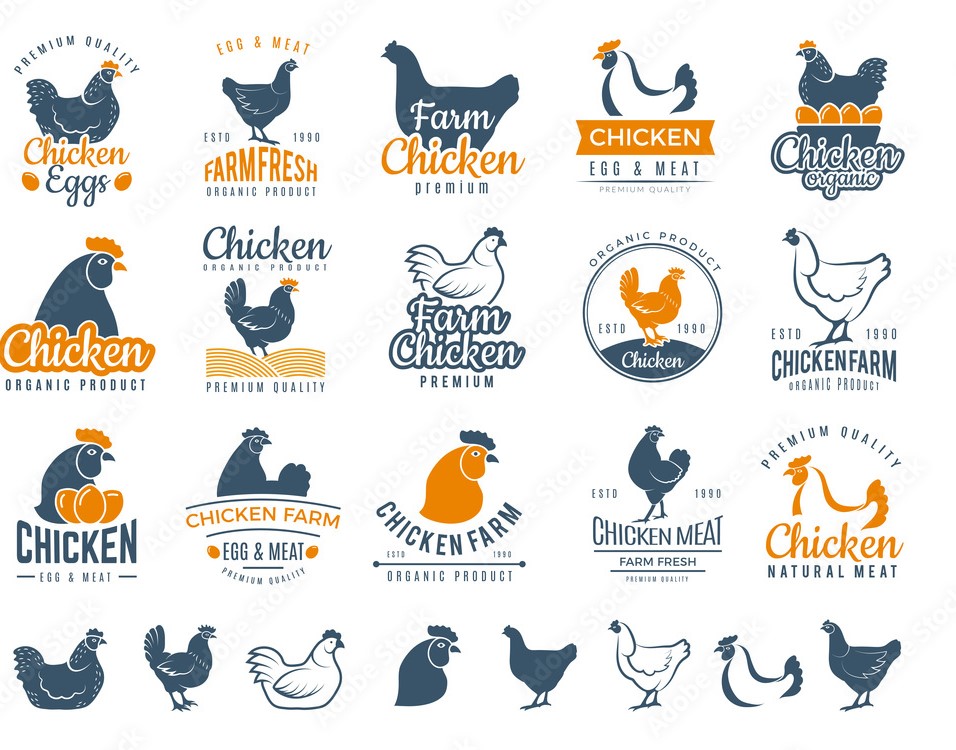 PREMIUM QUALITY
Chicken
Eggs
EGG & MEAT
ESTD 1990
FARMFRESH
ORGANIC PRODUCT
Farm
Chicken
premium
CHICKEN
EGG & MEAT
PREMIUM QUALITY
Chicken
organic
Chicken
ORGANIC PRODUCT
Chicken
ORGANIC PRODUCT
PREMIUM QUALITY
Farm
Chicken
PREMIUM
ORGANIC PRODUCT
ESTD 1990
Chicken
ESTD 1990
CHICKENFARM
ORGANIC PRODUCT
CHICKEN
EGG & MEAT
CHICKEN FARM
EGG & MEAT
PREMIUM QUALITY
CHICKEN FARM
ESTD 1990
ORGANIC PRODUCT
ESTD 1990
CHICKEN MEAT
FARM FRESH
PREMIUM QUALITY
PREMIUM QUALITY
Chicken
NATURAL MEAT